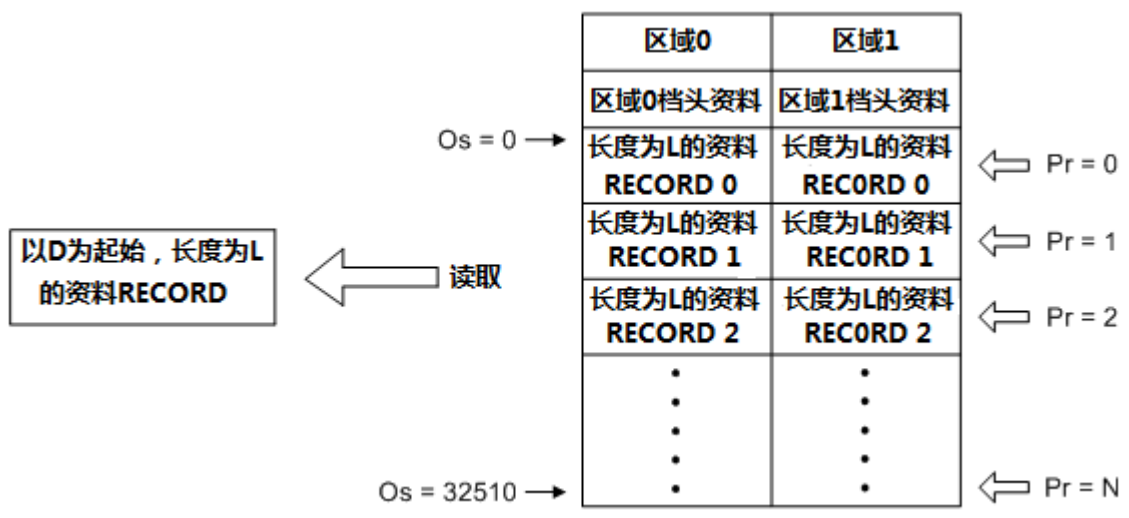 区域0 区域1
区域0档头资料 区域1档头资料
Os = 0
长度为L的资料 长度为L的资料
RECORD 0 REC0RD 0
Pr = 0
长度为L的资料 长度为L的资料
RECORD 1 REC0RD 1
Pr = 1
以D为起始，长度为L
的资料RECORD
读取
长度为L的资料 长度为L的资料
RECORD 2 REC0RD 2
Pr = 2
Os = 32510
Pr = N